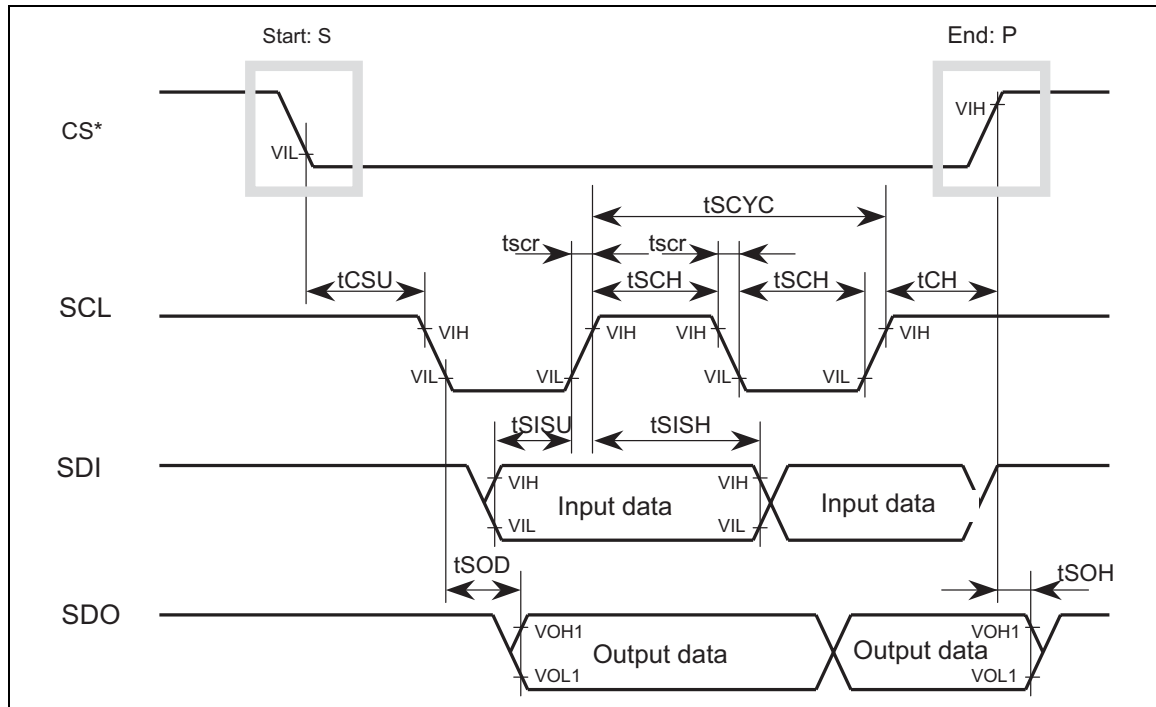 Start: S
End: P
CS*
VIL
VIH
tSCYC
tscr
tscr
tCSU
tSCH
tSCH
tCH
SCL
VIH
VIH
VIH
VIL
VIL
VIL
VIL
tSISU
tSISH
SDI
VIH
VIH
Input data
Input data
VIL
VIL
tSOD
tSOH
SDO
VOH1
VOH1
Output data
Output data
VOL1
VOL1